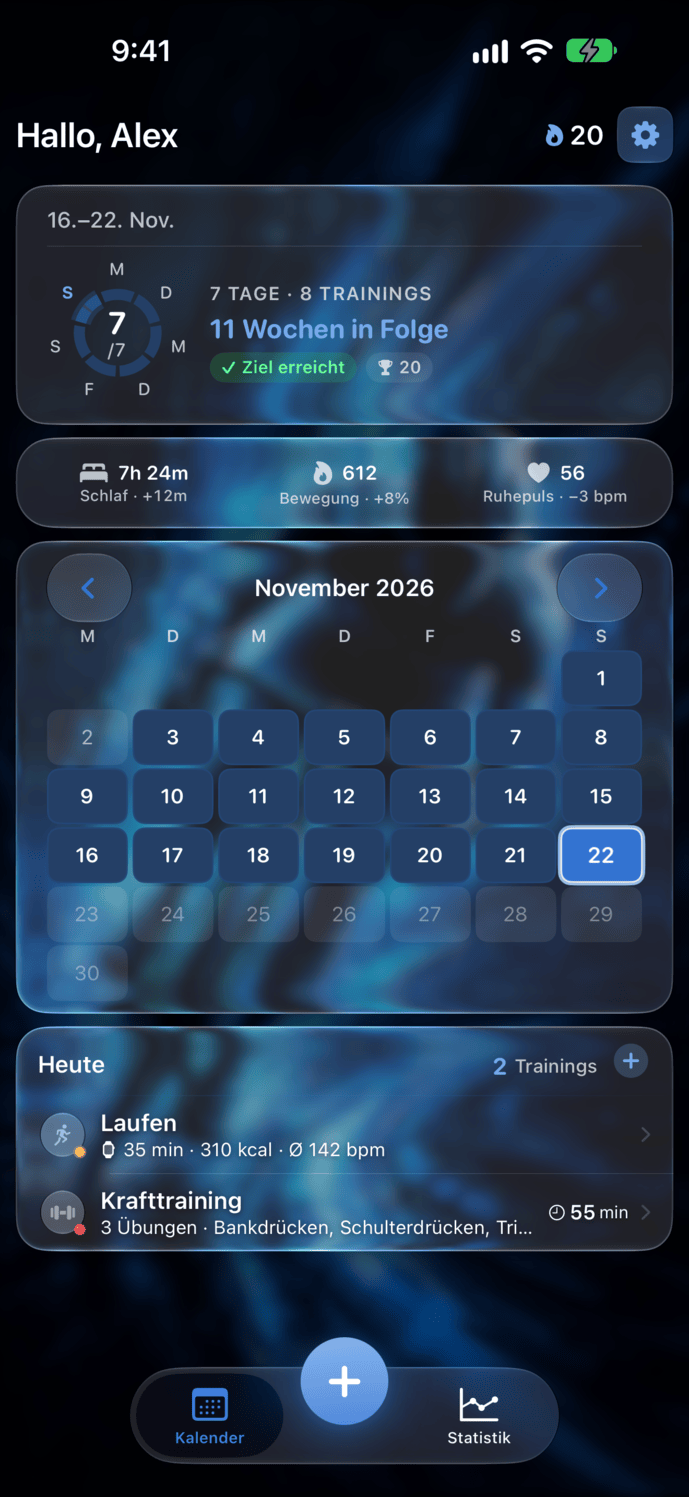 9:41
Hallo, Alex
20
16.–22. Nov.
M
D
M
D
F
S
S
7
/7
7 TAGE · 8 TRAININGS
11 Wochen in Folge
✓ Ziel erreicht 20
7h 24m 612 56
Schlaf · +12m Bewegung · +8% Ruhepuls · −3 bpm
November 2026
M D M D F S S
1
2 3 4 5 6 7 8
9 10 11 12 13 14 15
16 17 18 19 20 21 22
23 24 25 26 27 28 29
30
Heute 2 Trainings +
Laufen
35 min · 310 kcal · Ø 142 bpm
Krafttraining
3 Übungen · Bankdrücken, Schulterdrücken, Tri... 55 min
+
Kalender Statistik